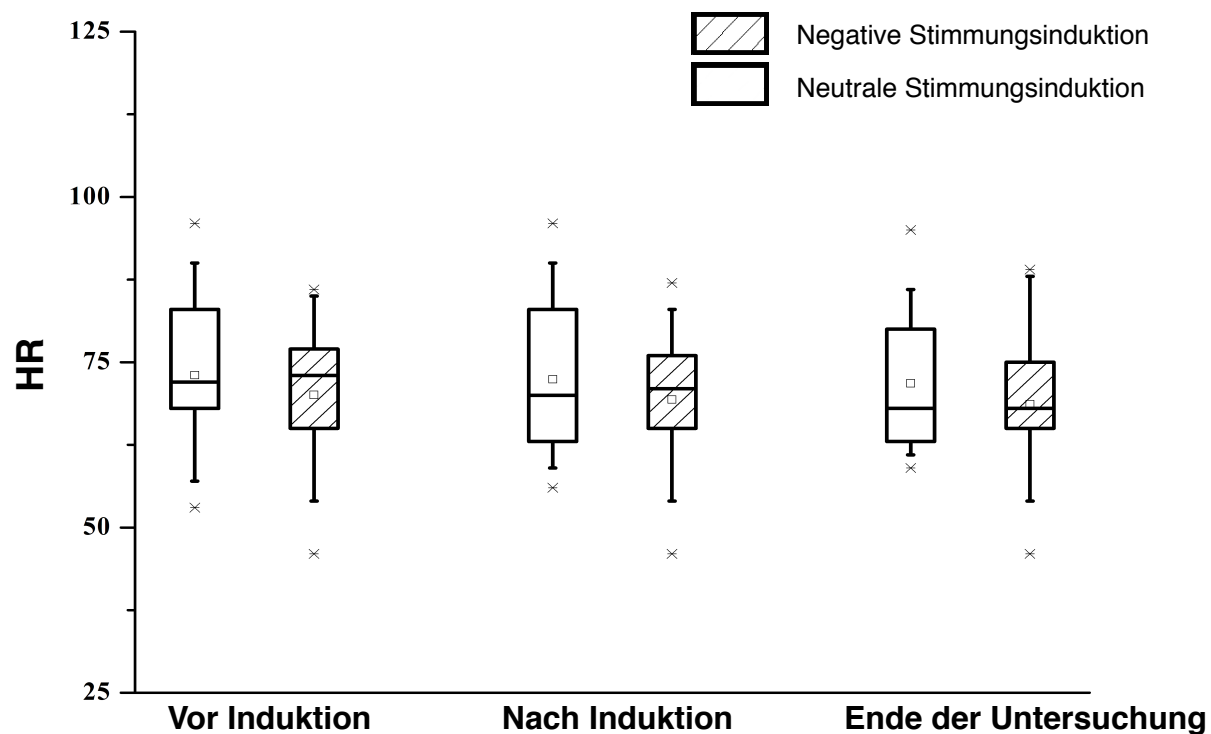 Negative Stimmungsinduktion
Neutrale Stimmungsinduktion
125
100
75
50
25
HR
Vor Induktion
Nach Induktion
Ende der Untersuchung